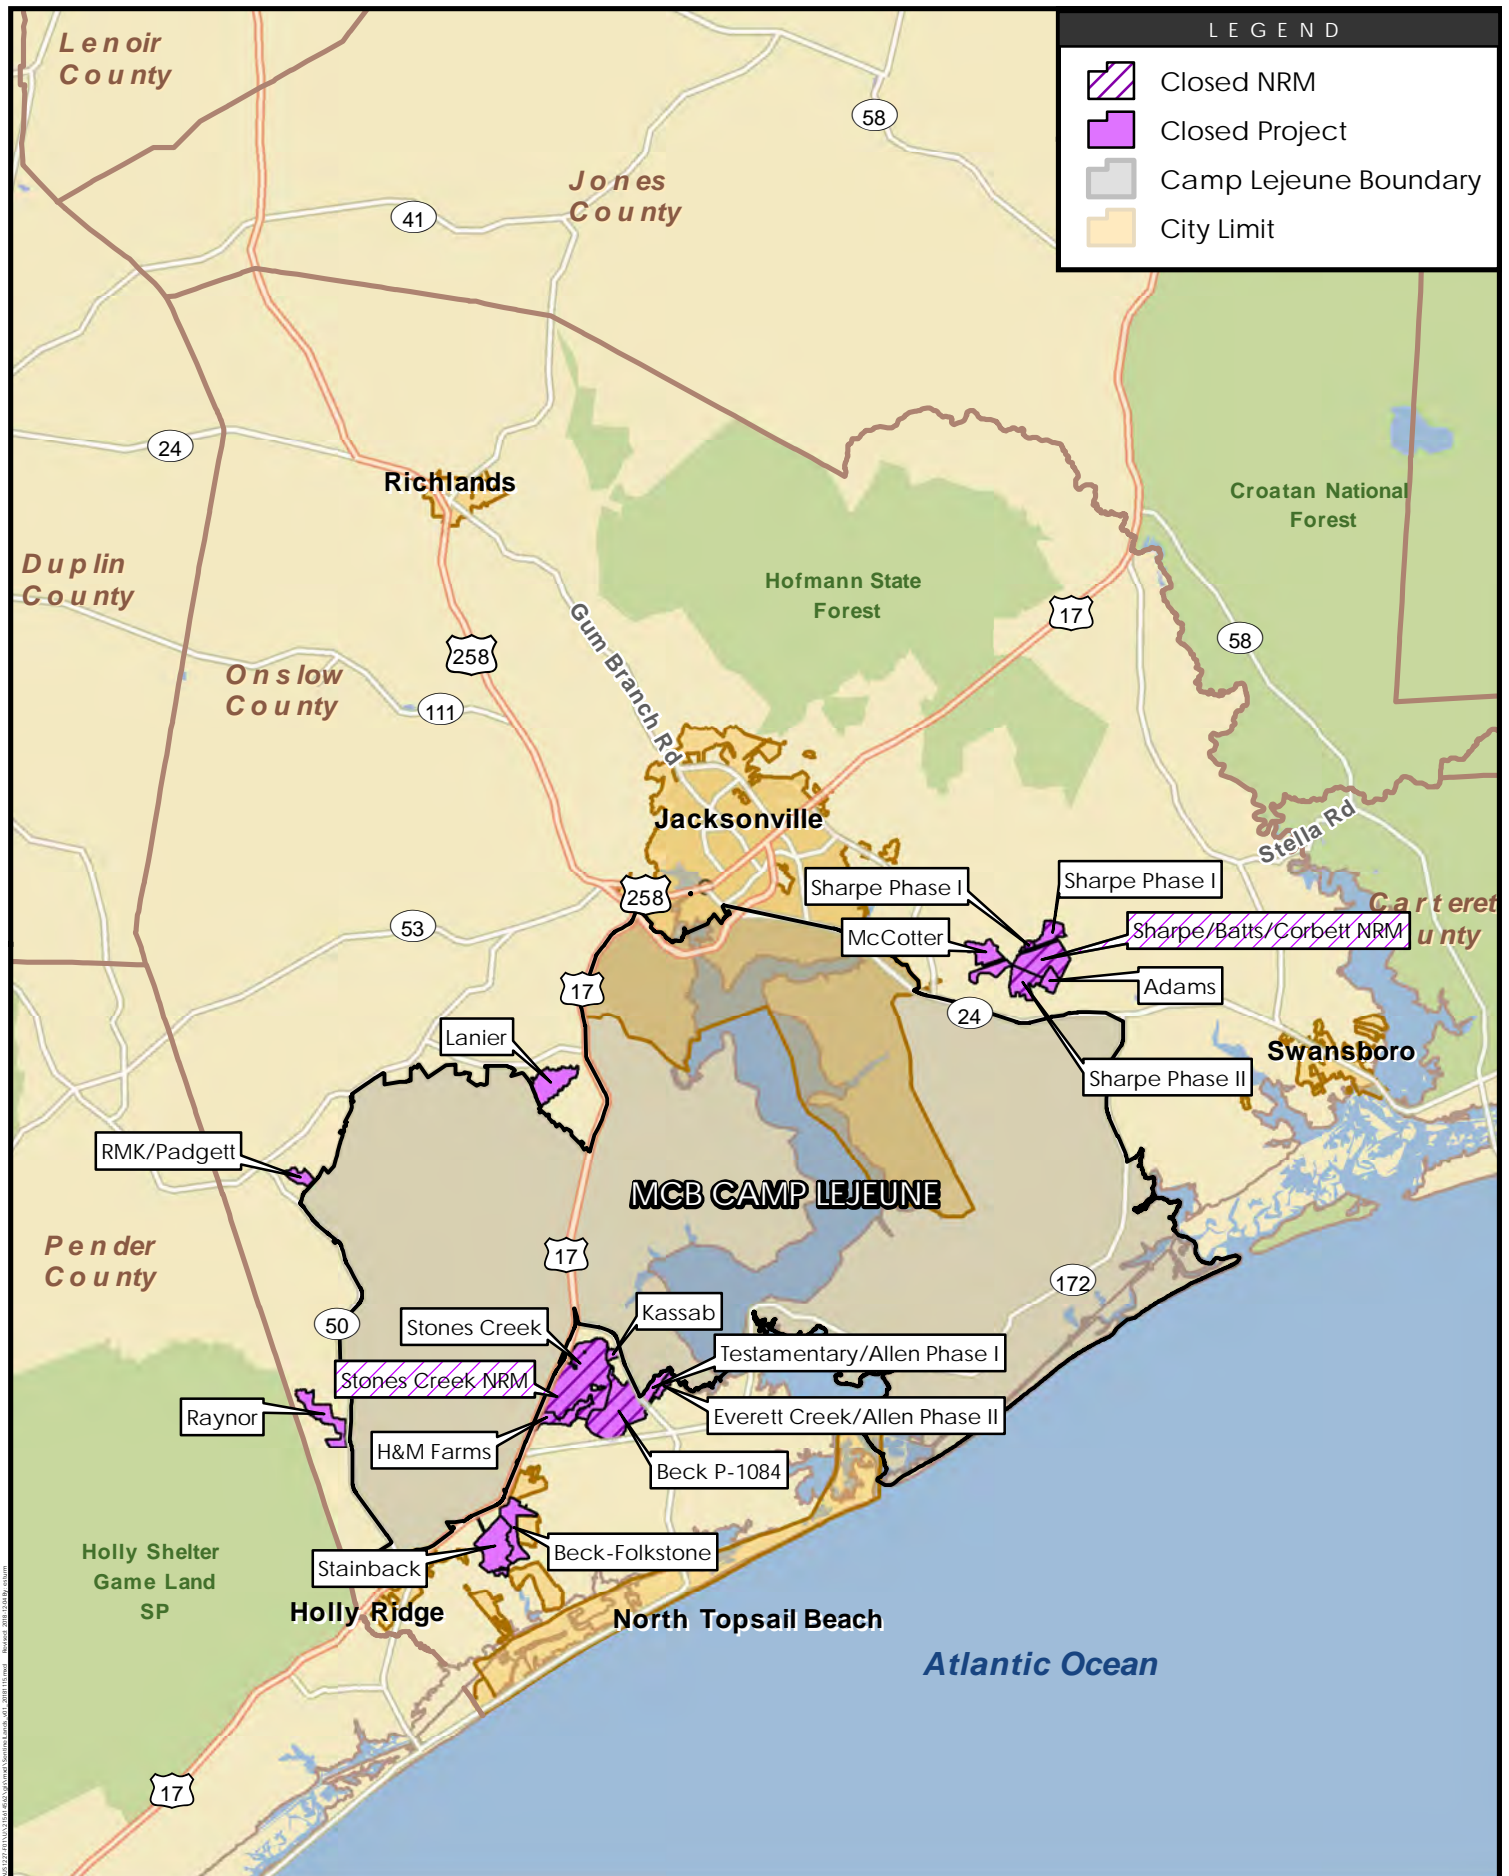 LEGEND
Closed NRM
Closed Project
Camp Lejeune Boundary
City Limit
Lenoir
County
58
Jones
County
41
24
Richlands
Croatan National
Forest
Duplin
County
Hofmann State
Forest
Gum Branch Rd
17
58
258
Onslow
County
111
Jacksonville
Stella Rd
258
Sharpe Phase I
Sharpe Phase I
Carteret
unty
53
McCotter
Sharpe/Batts/Corbett NRM
17
Adams
24
Lanier
Swansboro
Sharpe Phase II
RMK/Padgett
MCB CAMP LEJEUNE
Pender
County
17
172
50
Stones Creek
Kassab
Testamentary/Allen Phase I
Stones Creek NRM
Raynor
Everett Creek/Allen Phase II
H&M Farms
Beck P-1084
Holly Shelter
Game Land
SP
Stainback
Beck-Folkstone
Holly Ridge
North Topsail Beach
Atlantic Ocean
17